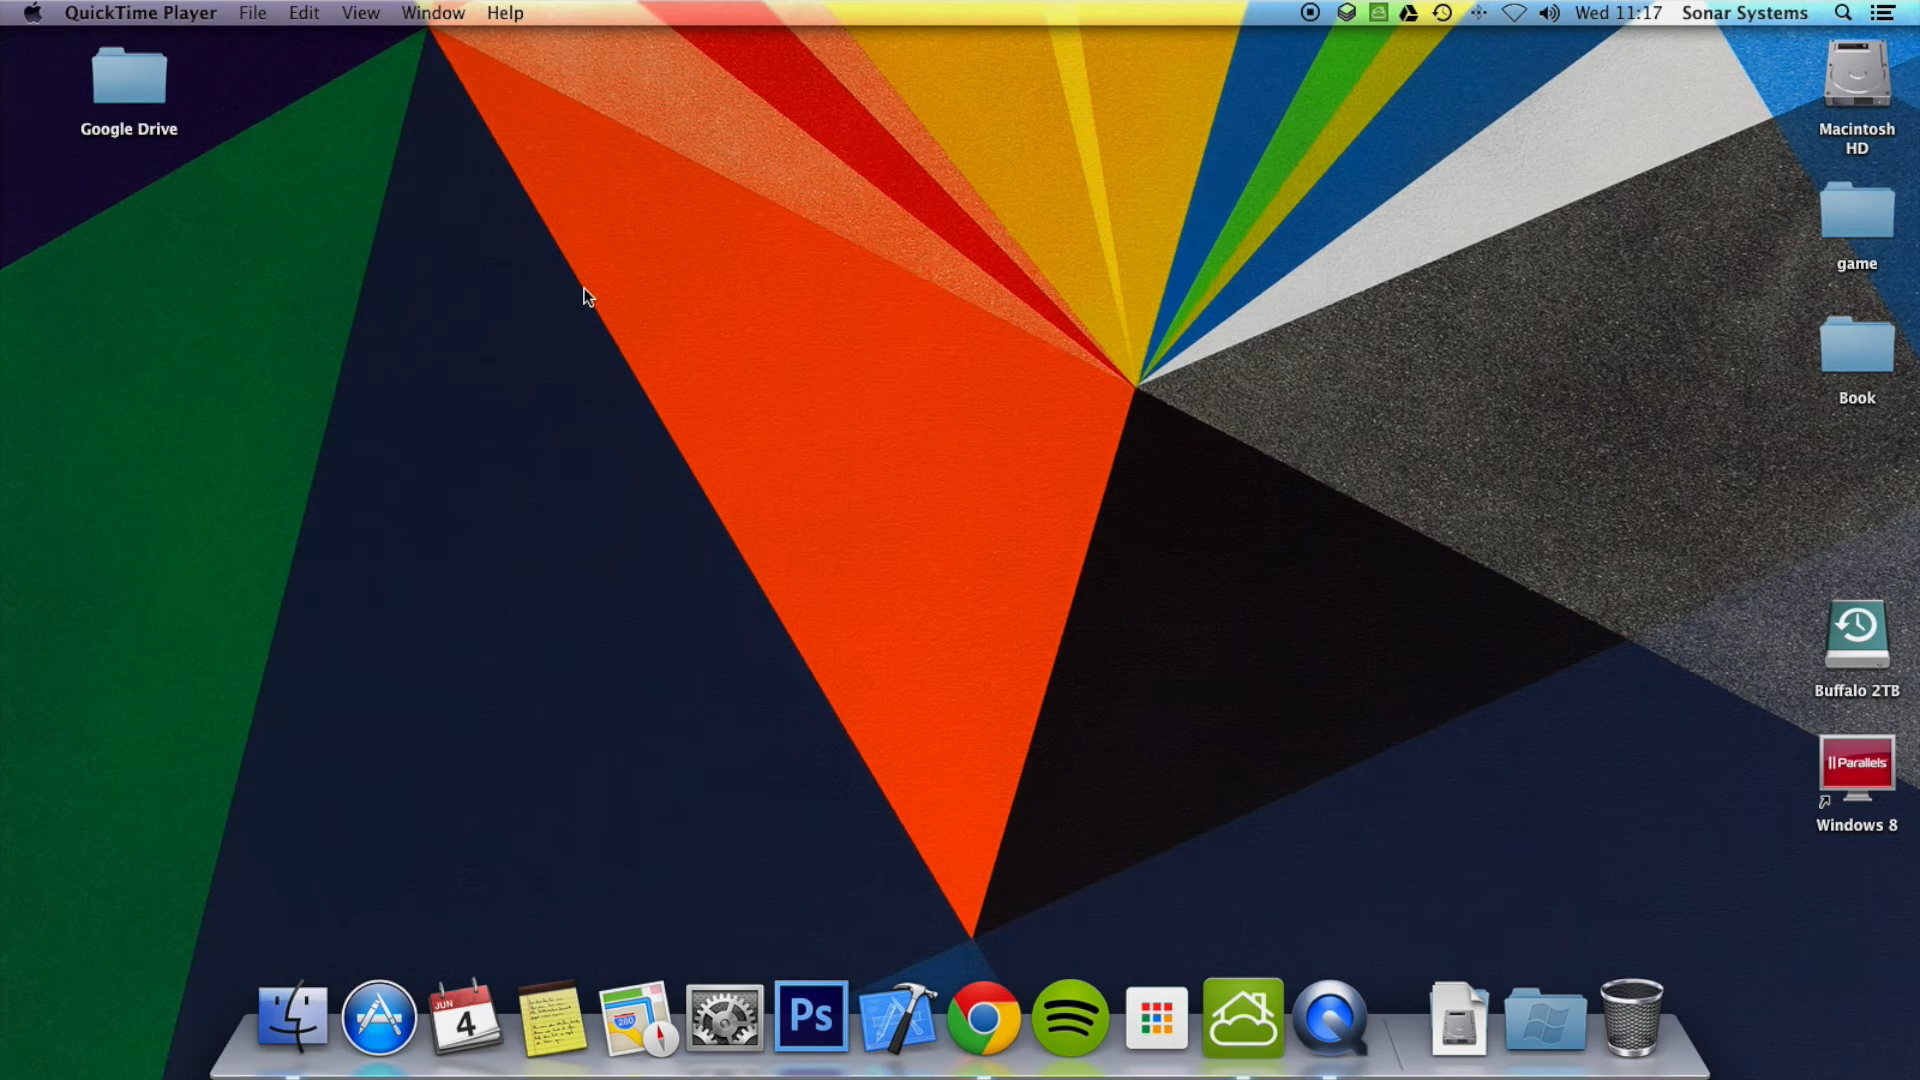 QuickTime Player File Edit View Window Help Wed 11:17 Sonar Systems
Google Drive
Macintosh
HD
game
Book
Buffalo 2TB
Parallels
Windows 8
JUN
4
280
Ps